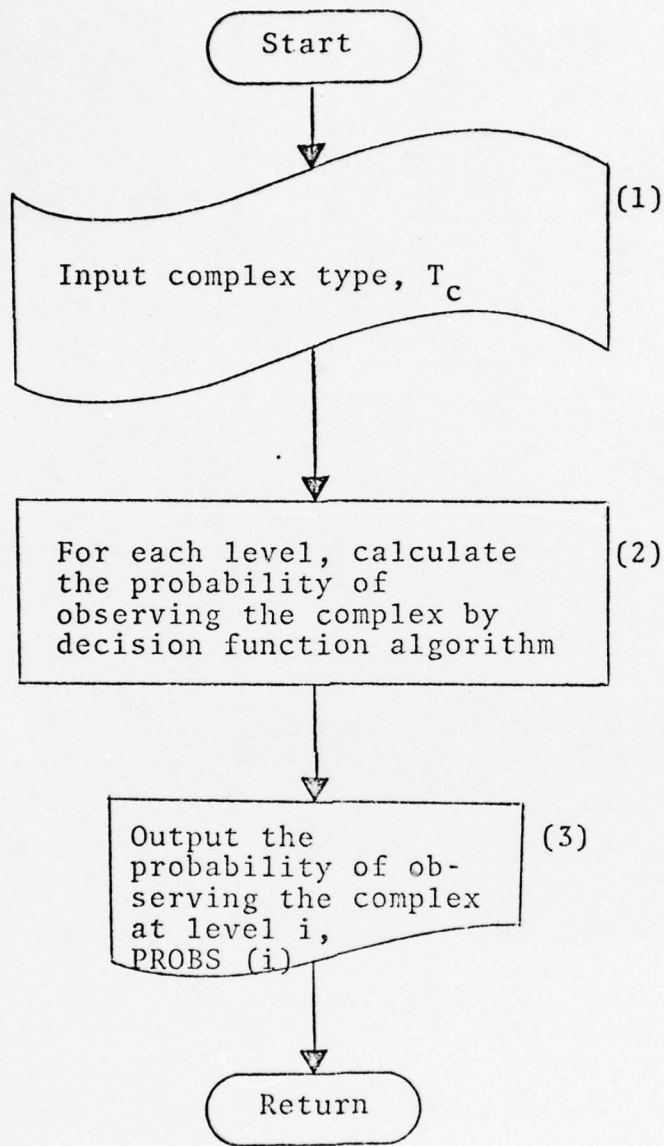 Start
(1)
Input complex type, T_c
For each level, calculate
(2)
the probability of
observing the complex by
decision function algorithm
Output the
(3)
probability of ob-
serving the complex
at level i,
PROBS (i)
Return